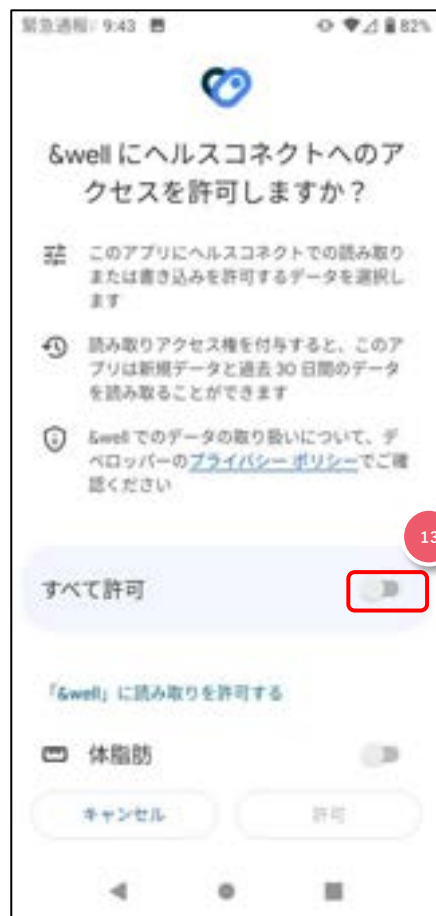 緊急通報 9:43 82%
&well にヘルスコネクトへのア
クセスを許可しますか？
このアプリにヘルスコネクトでの読み取り
または書き込みを許可するデータを選択し
ます
読み取りアクセス権を付与すると、このア
プリは新規データと過去 30 日間のデータ
を読み取ることができます
&well でのデータの取り扱いについて、デ
ベロッパーのプライバシー ポリシーでご確
認ください
13
すべて許可
「&well」に読み取りを許可する
体脂肪
キャンセル 許可